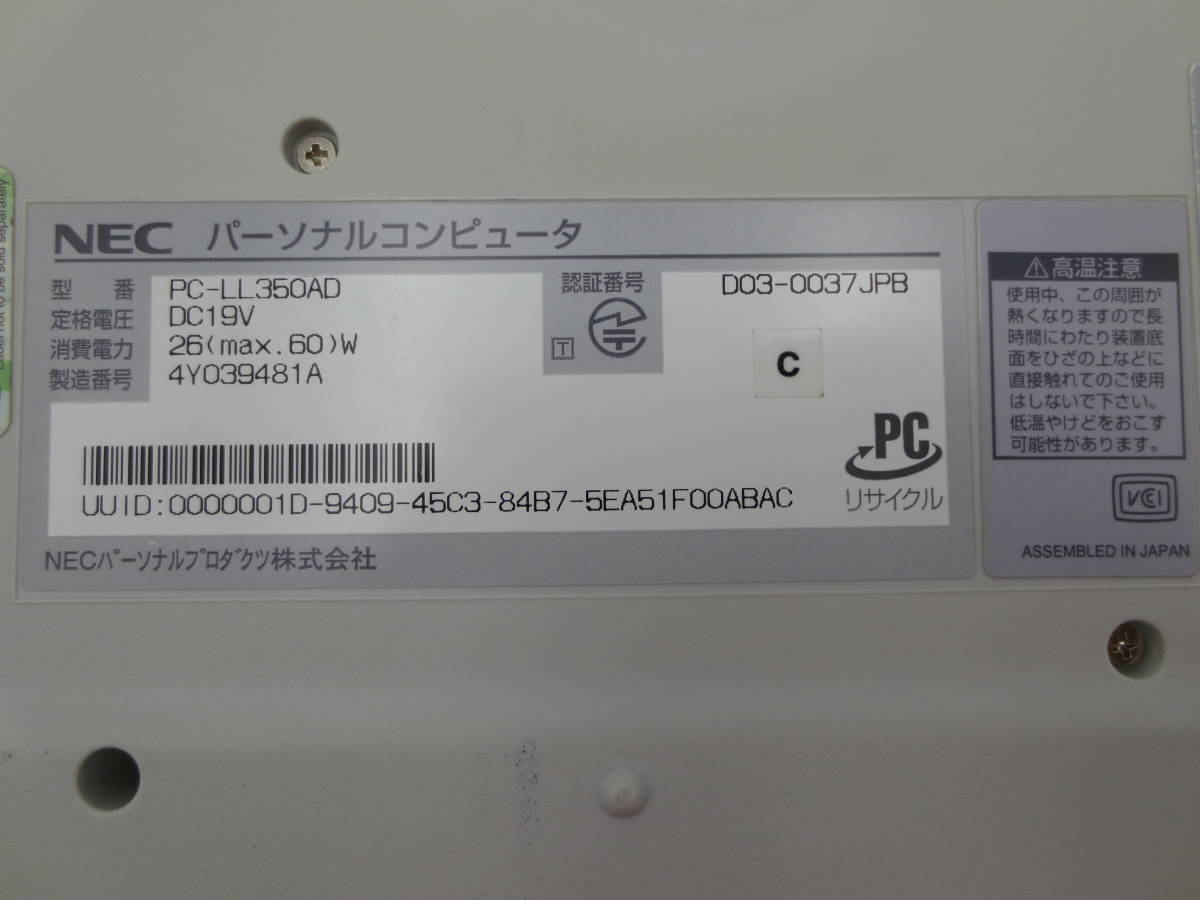 NEC パーソナルコンピュータ
型番 PC-LL350AD
定格電圧 DC19V
消費電力 26(max.60)W
製造番号 4Y039481A
認証番号 D03-0037JPB
T
C
UUID:0000001D-9409-45C3-84B7-5EA51F00ABAC
PC
リサイクル
NECパーソナルプロダクツ株式会社
⚠高温注意
使用中、この周囲が
熱くなりますので長
時間にわたり装置底
面をひざの上などに
直接触れてのご使用
はしないで下さい。
低温やけどをおこす
可能性があります。
VCCI
ASSEMBLED IN JAPAN
Label not to be sold separately